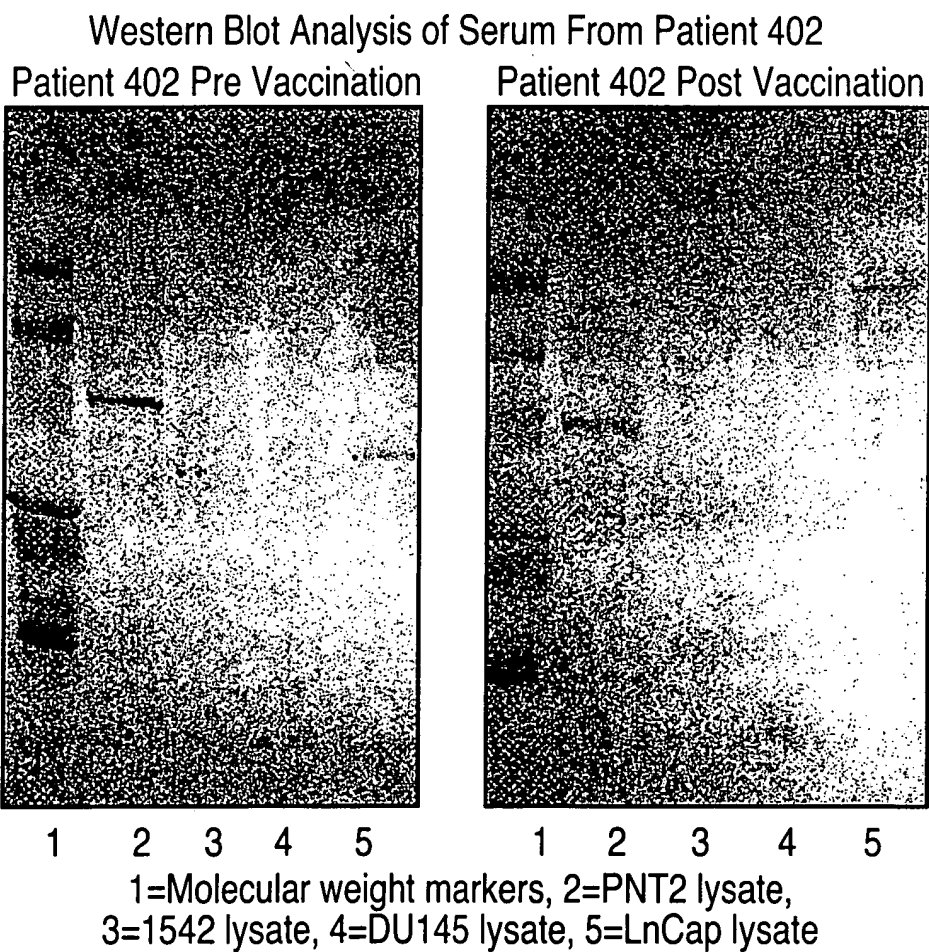 Western Blot Analysis of Serum From Patient 402
Patient 402 Pre Vaccination Patient 402 Post Vaccination
1 2 3 4 5 1 2 3 4 5
1=Molecular weight markers, 2=PNT2 lysate,
3=1542 lysate, 4=DU145 lysate, 5=LnCap lysate